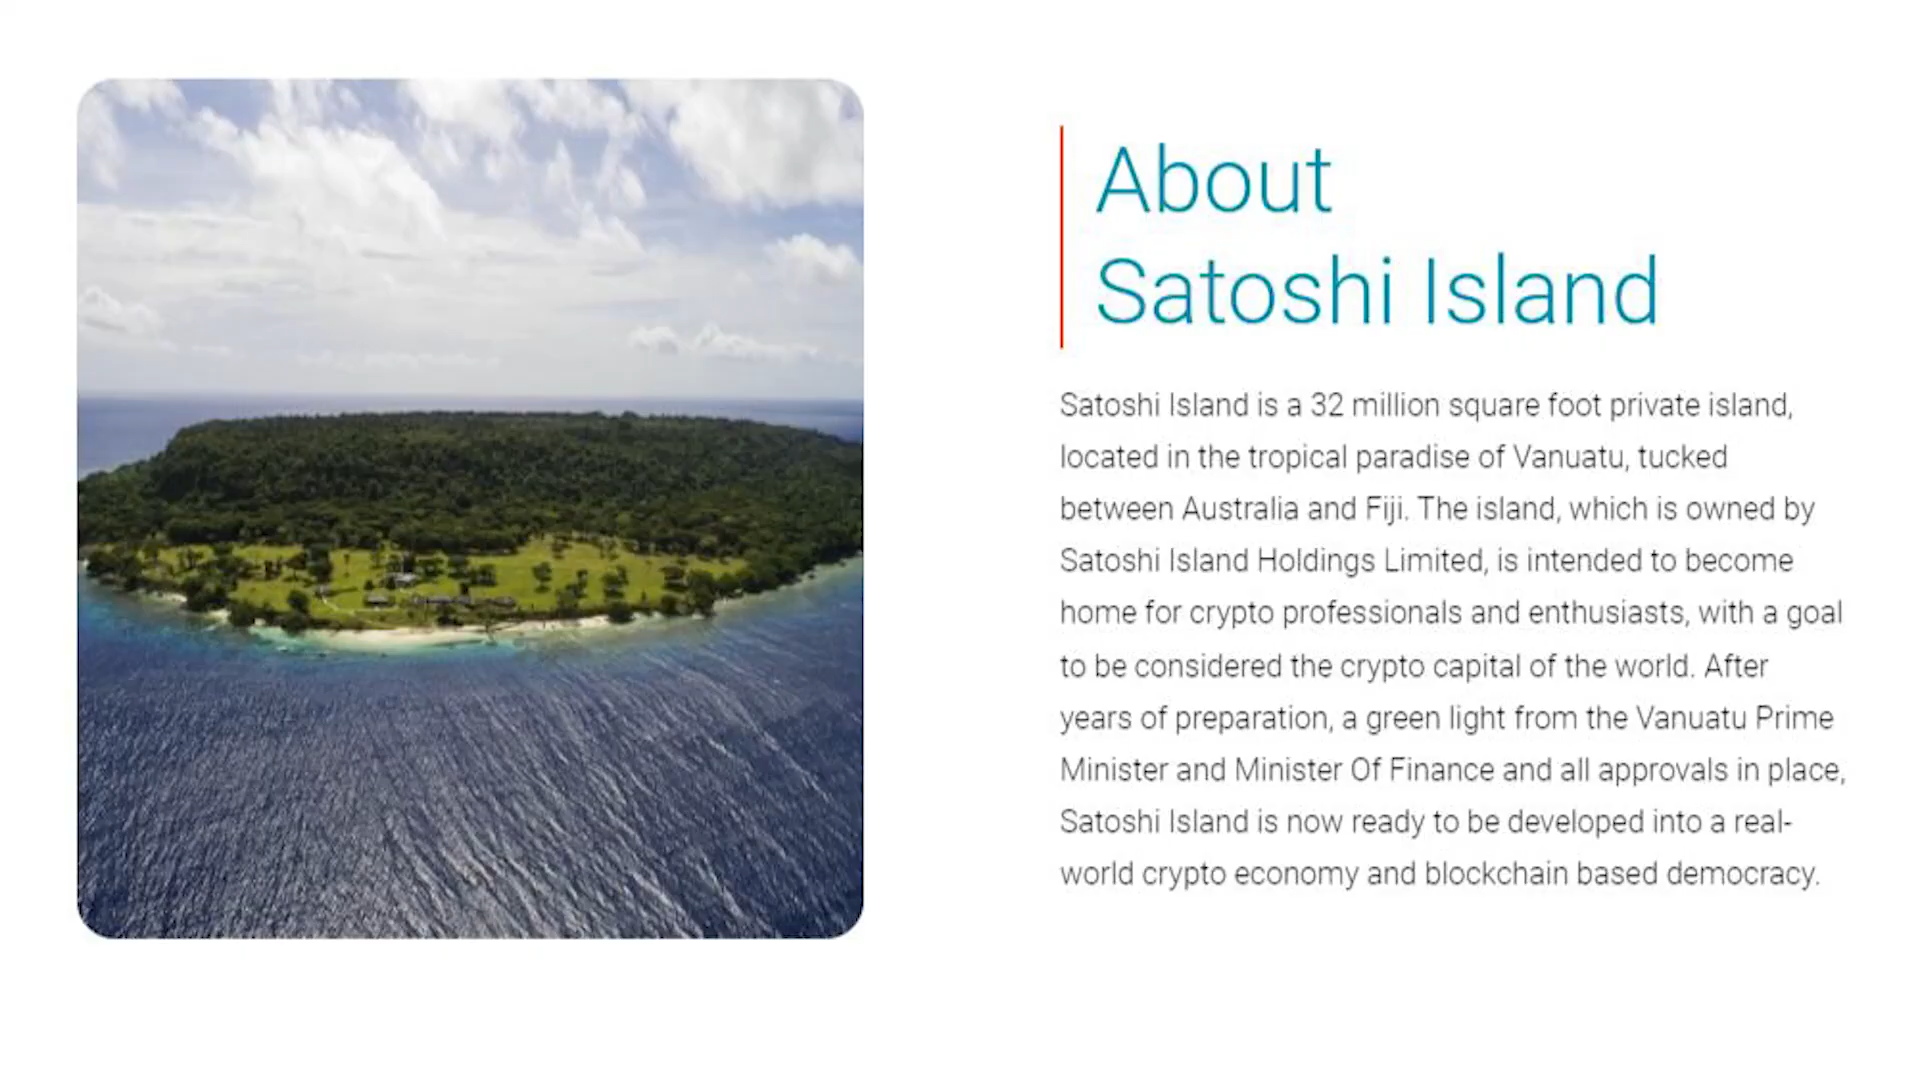 About
Satoshi Island
Satoshi Island is a 32 million square foot private island,
located in the tropical paradise of Vanuatu, tucked
between Australia and Fiji. The island, which is owned by
Satoshi Island Holdings Limited, is intended to become
home for crypto professionals and enthusiasts, with a goal
to be considered the crypto capital of the world. After
years of preparation, a green light from the Vanuatu Prime
Minister and Minister Of Finance and all approvals in place,
Satoshi Island is now ready to be developed into a real-
world crypto economy and blockchain based democracy.